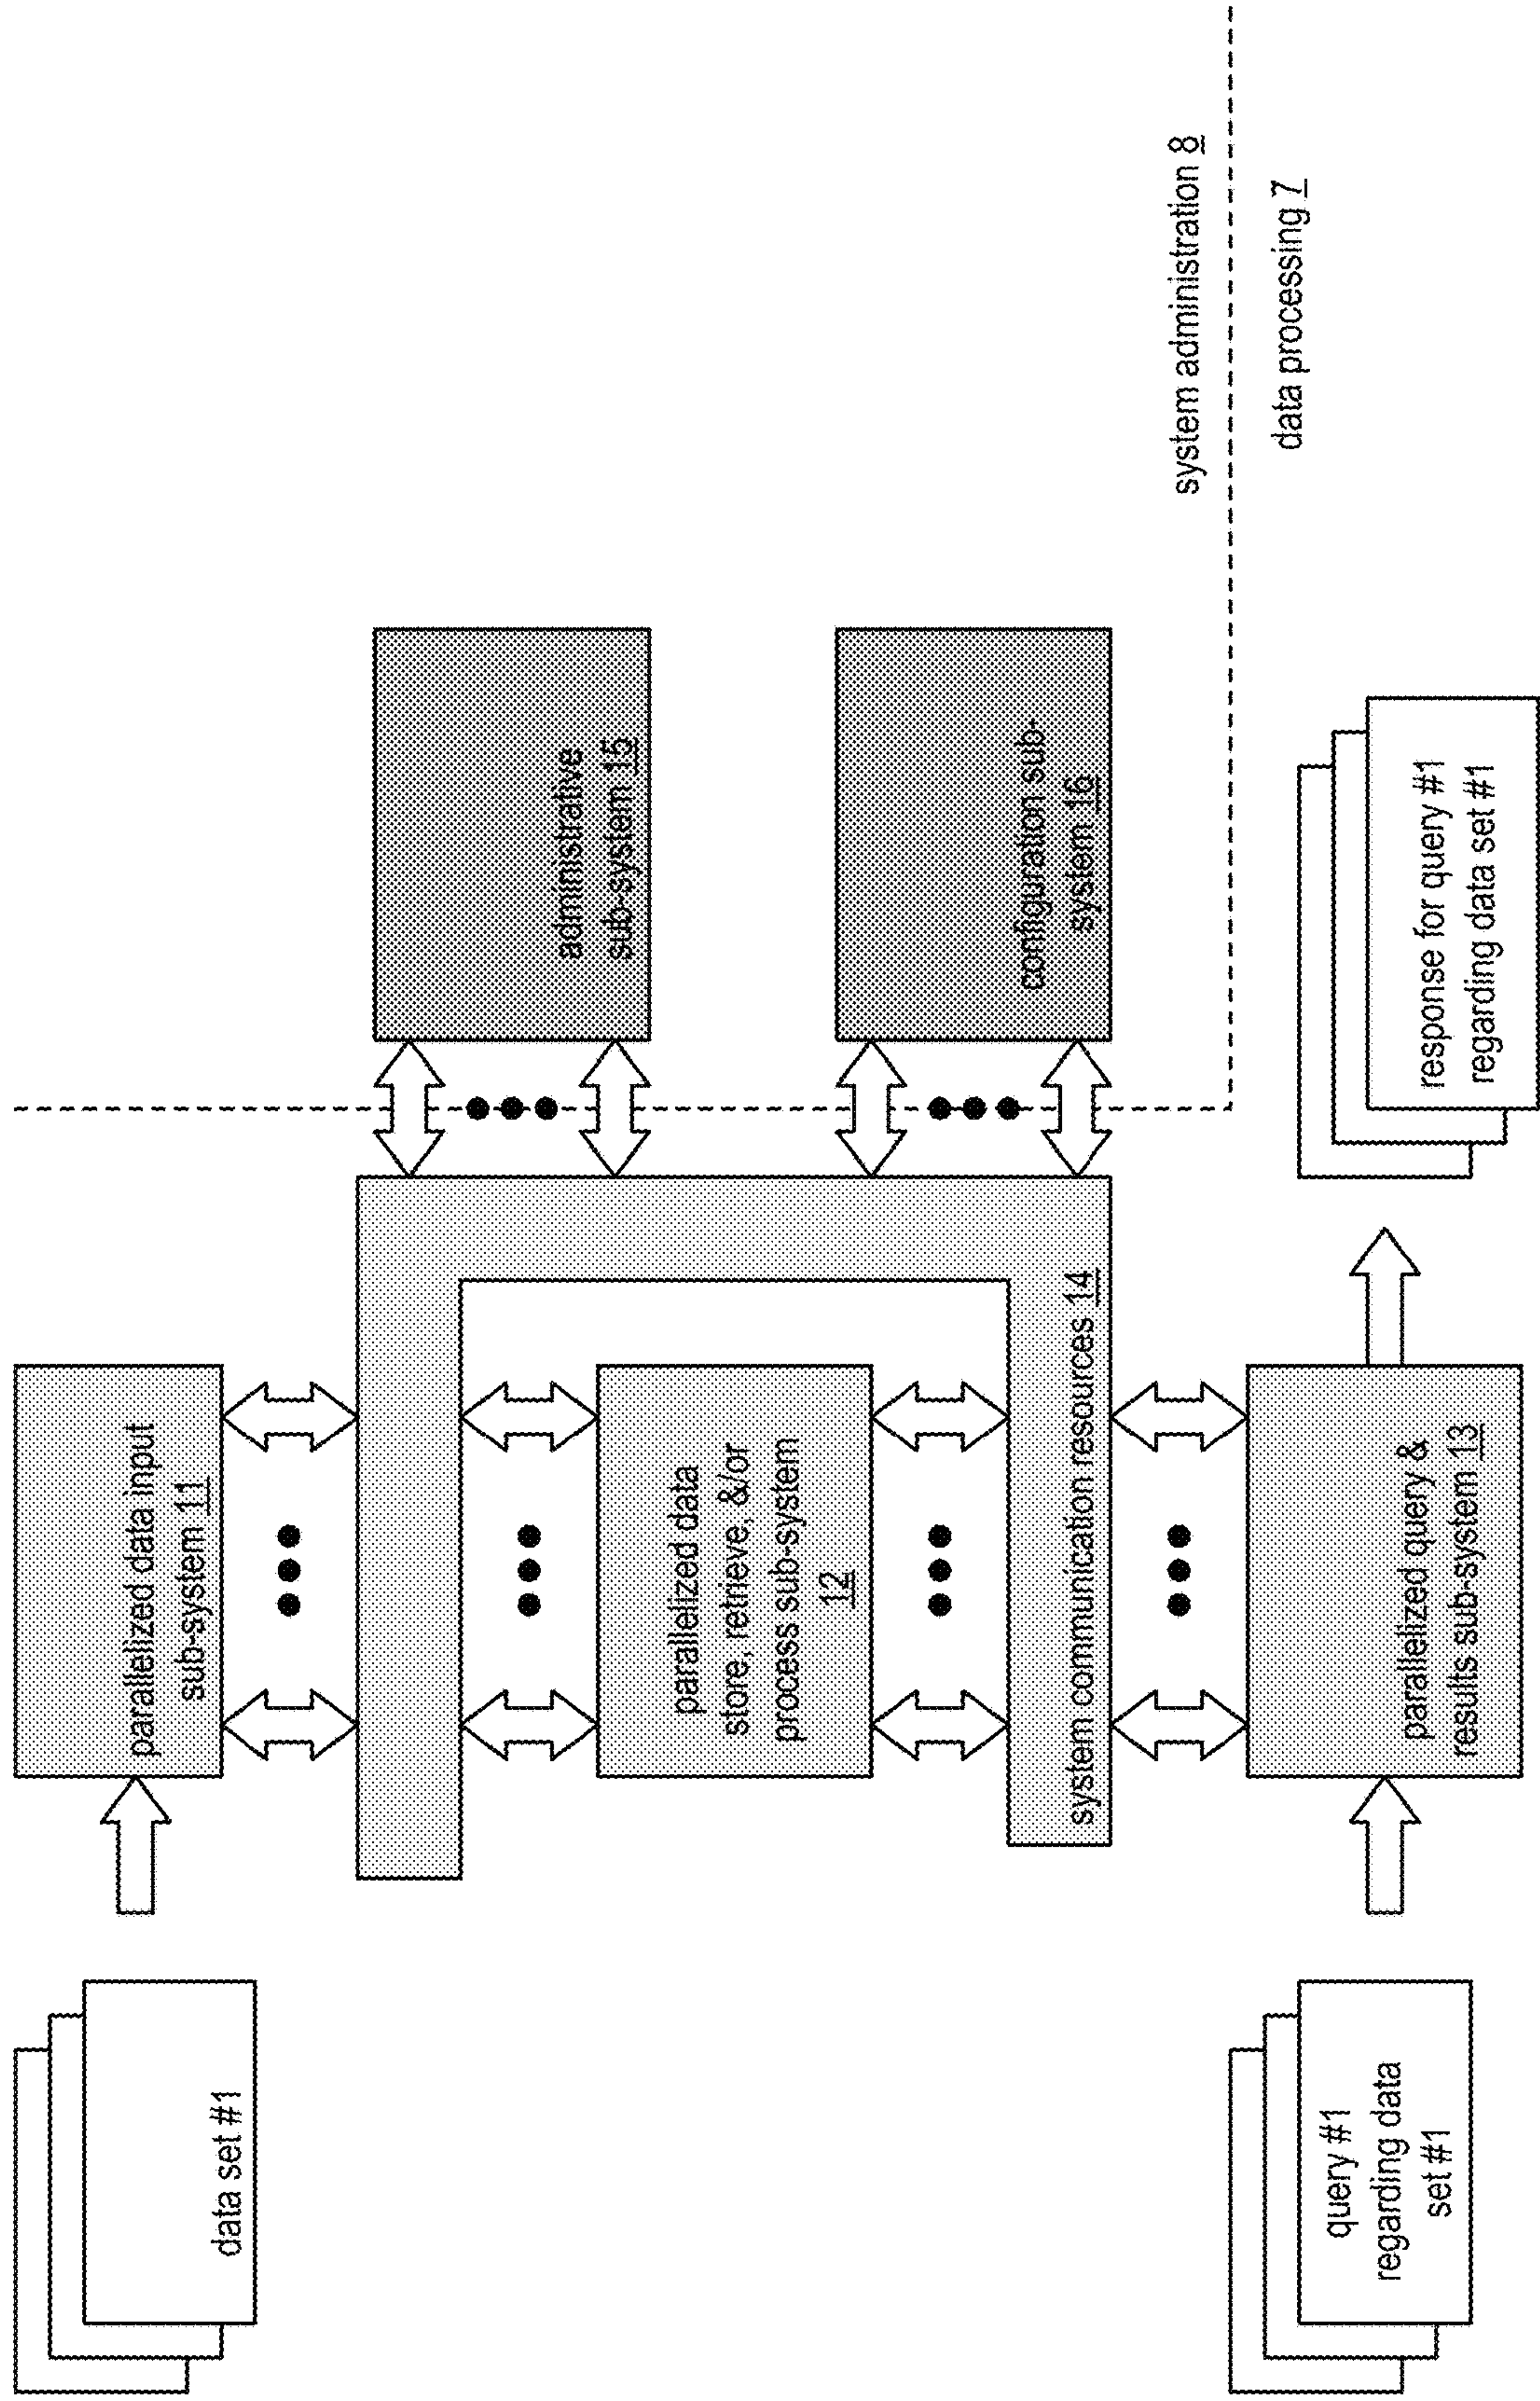 data set #1
parallelized data input
sub-system 11
administrative
sub-system 15
parallelized data
store, retrieve, &/or
process sub-system
12
configuration sub-
system 16
system communication resources 14
system administration 8
data processing 7
query #1
regarding data
set #1
parallelized query &
results sub-system 13
response for query #1
regarding data set #1